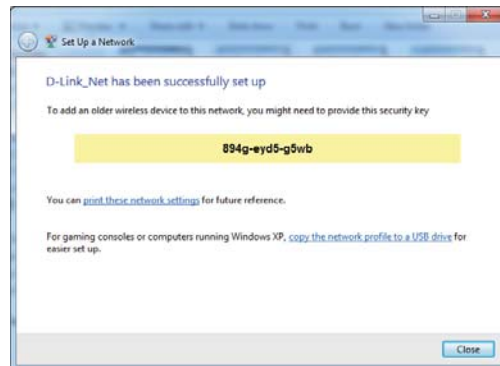 Set Up a Network
D-Link_Net has been successfully set up
To add an older wireless device to this network, you might need to provide this security key
894g-eyd5-g5wb
You can print these network settings for future reference.
For gaming consoles or computers running Windows XP, copy the network profile to a USB drive for
easier set up.
Close